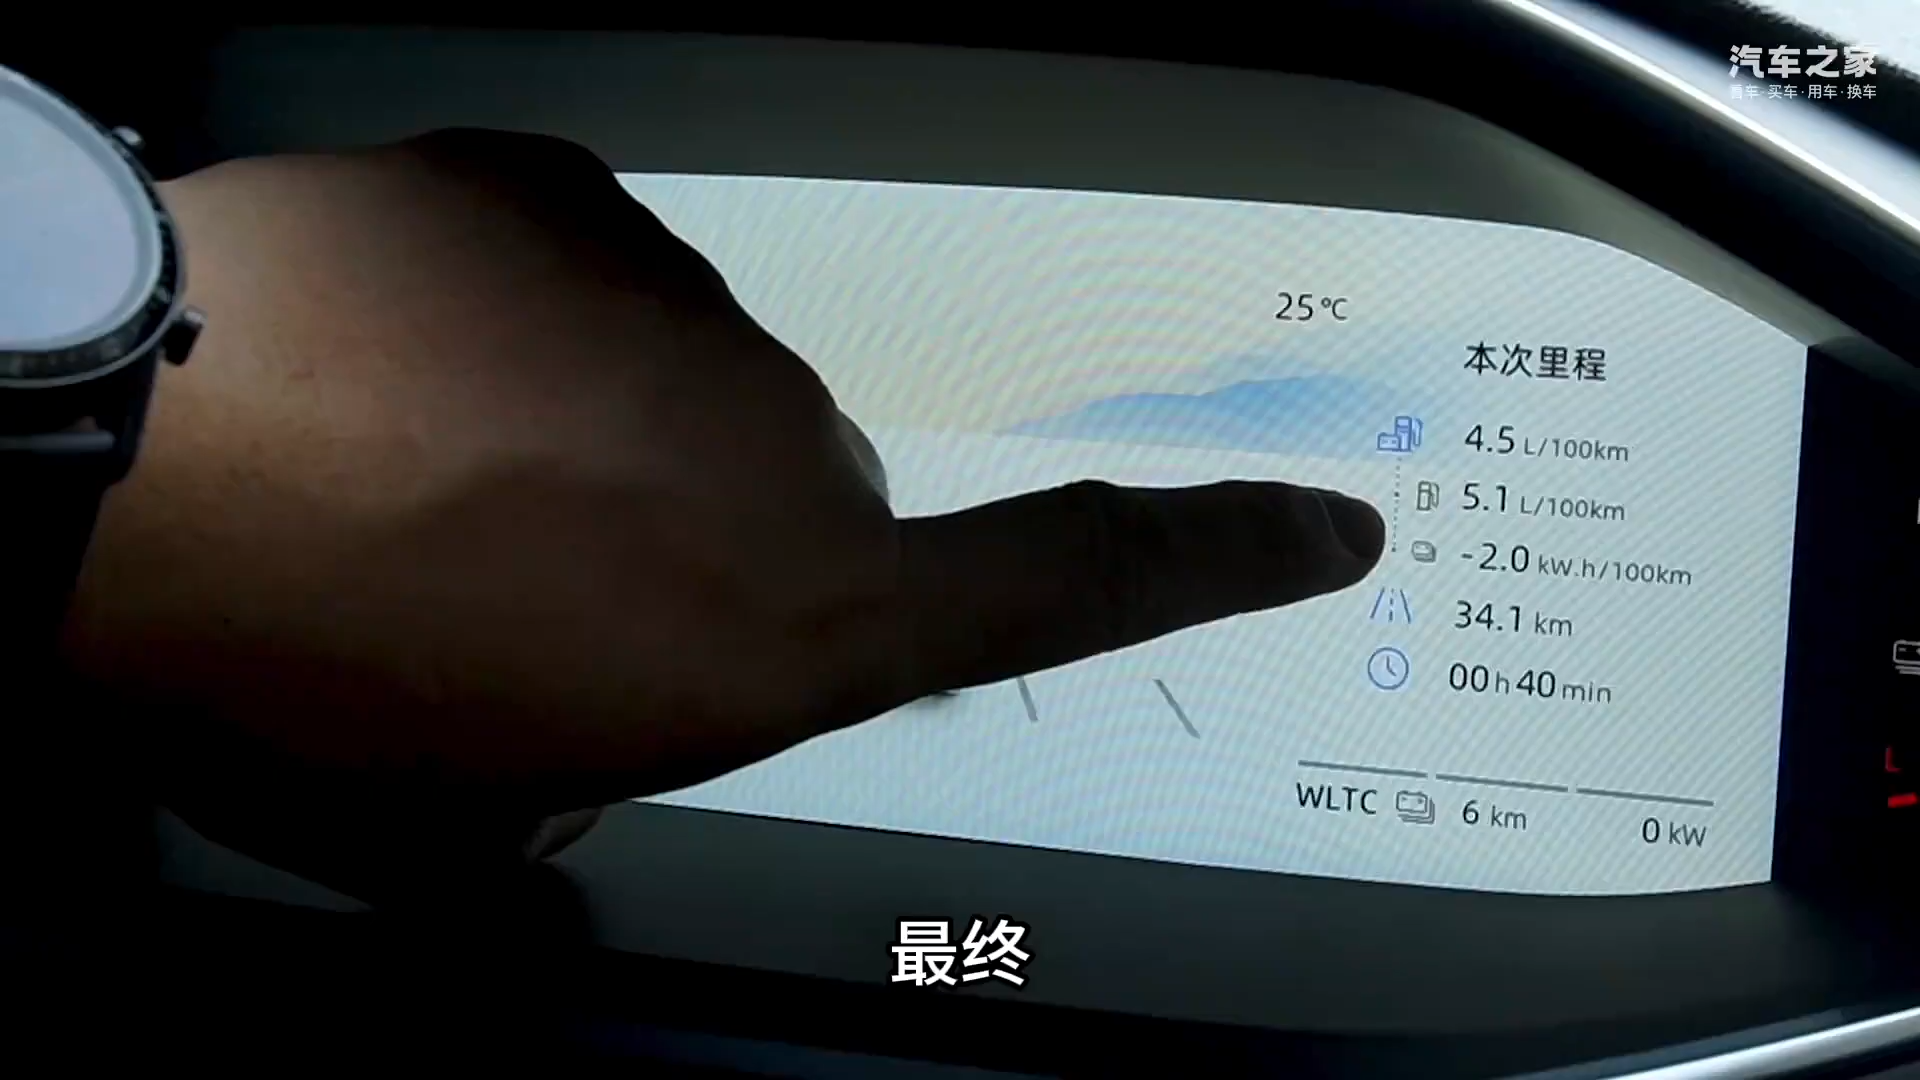 汽车之家
看车·买车·用车·换车
25℃
本次里程
4.5 L/100km
5.1 L/100km
-2.0 kW.h/100km
34.1 km
00h40min
WLTC 6 km 0 kW
L
最终